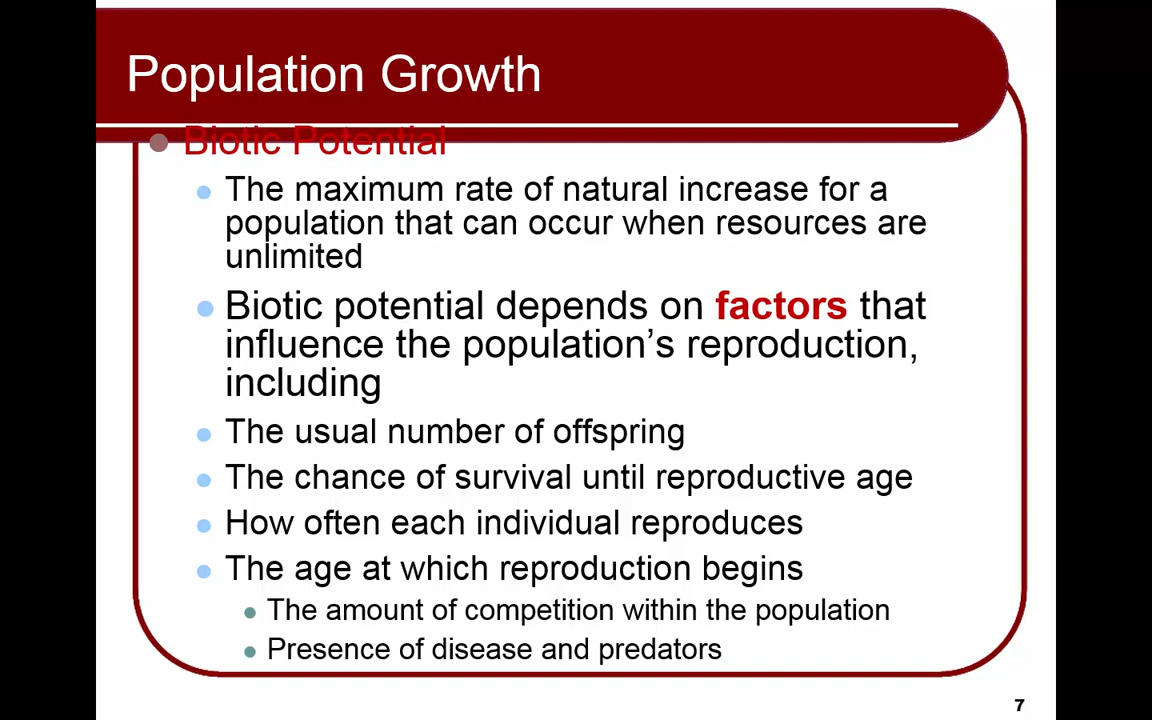 Population Growth
Biotic Potential
The maximum rate of natural increase for a
population that can occur when resources are
unlimited
Biotic potential depends on factors that
influence the population’s reproduction,
including
The usual number of offspring
The chance of survival until reproductive age
How often each individual reproduces
The age at which reproduction begins
The amount of competition within the population
Presence of disease and predators
7